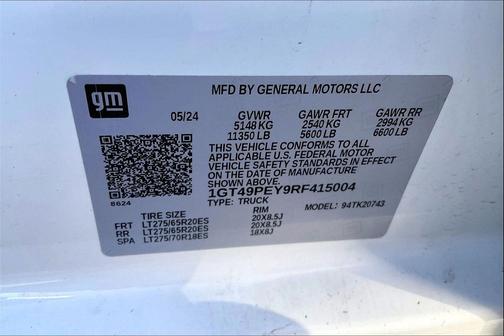 gm
MFD BY GENERAL MOTORS LLC
05/24 GVWR GAWR FRT GAWR RR
5148 KG 2540 KG 2994 KG
11350 LB 5600 LB 6600 LB
THIS VEHICLE CONFORMS TO ALL
APPLICABLE U.S. FEDERAL MOTOR
VEHICLE SAFETY STANDARDS IN EFFECT
ON THE DATE OF MANUFACTURE
SHOWN ABOVE.
1GT49PEY9RF415004
8624
TYPE: TRUCK MODEL: 94TK20743
TIRE SIZE RIM
FRT LT275/65R20ES 20X8.5J
RR LT275/65R20ES 20X8.5J
SPA LT275/70R18ES 18X8J